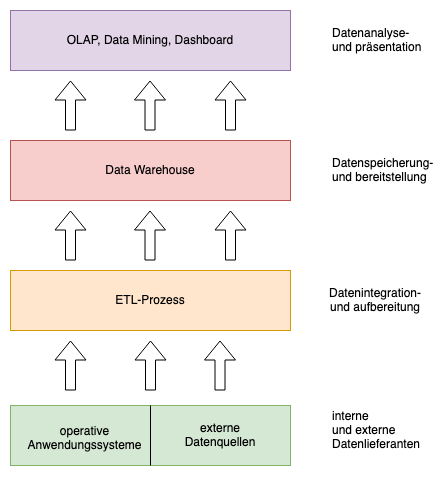 OLAP, Data Mining, Dashboard
Datenanalyse-
und präsentation
Data Warehouse
Datenspeicherung-
und bereitstellung
ETL-Prozess
Datenintegration-
und aufbereitung
operative
Anwendungssysteme
externe
Datenquellen
interne
und externe
Datenlieferanten